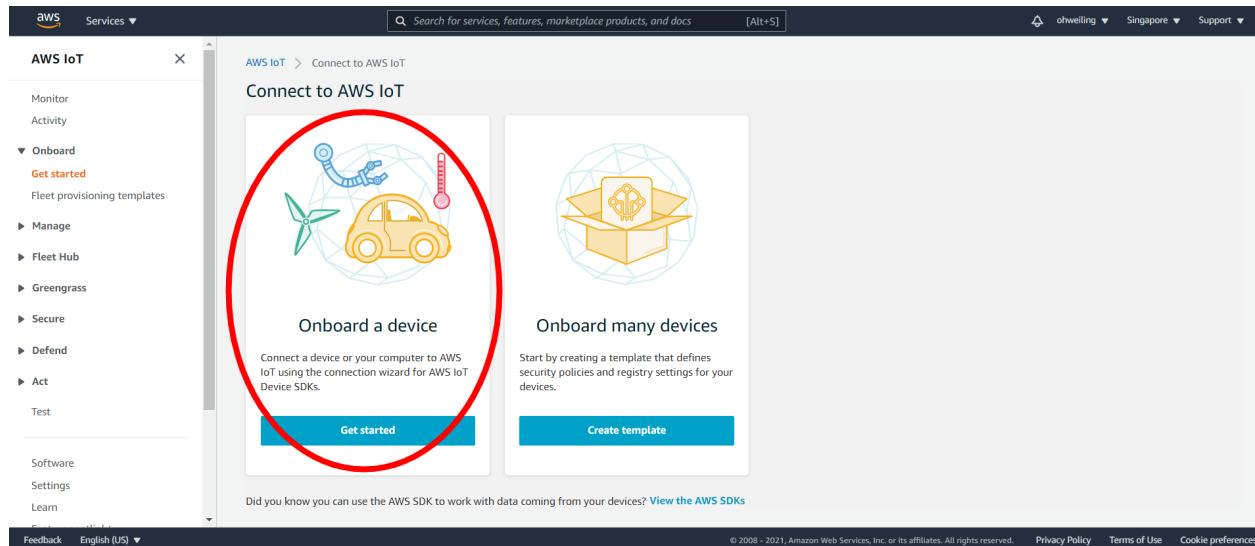 aws Services ▼ Search for services, features, marketplace products, and docs [Alt+S] ohweiling ▼ Singapore ▼ Support ▼
AWS IoT
Monitor
Activity
Onboard
Get started
Fleet provisioning templates
Manage
Fleet Hub
Greengrass
Secure
Defend
Act
Test
Software
Settings
Learn
AWS IoT > Connect to AWS IoT
Connect to AWS IoT
Onboard a device
Connect a device or your computer to AWS
IoT using the connection wizard for AWS IoT
Device SDKs.
Get started
Onboard many devices
Start by creating a template that defines
security policies and registry settings for your
devices.
Create template
Did you know you can use the AWS SDK to work with data coming from your devices? View the AWS SDKs
Feedback English (US) ▼ © 2008 - 2021, Amazon Web Services, Inc. or its affiliates. All rights reserved. Privacy Policy Terms of Use Cookie preferences